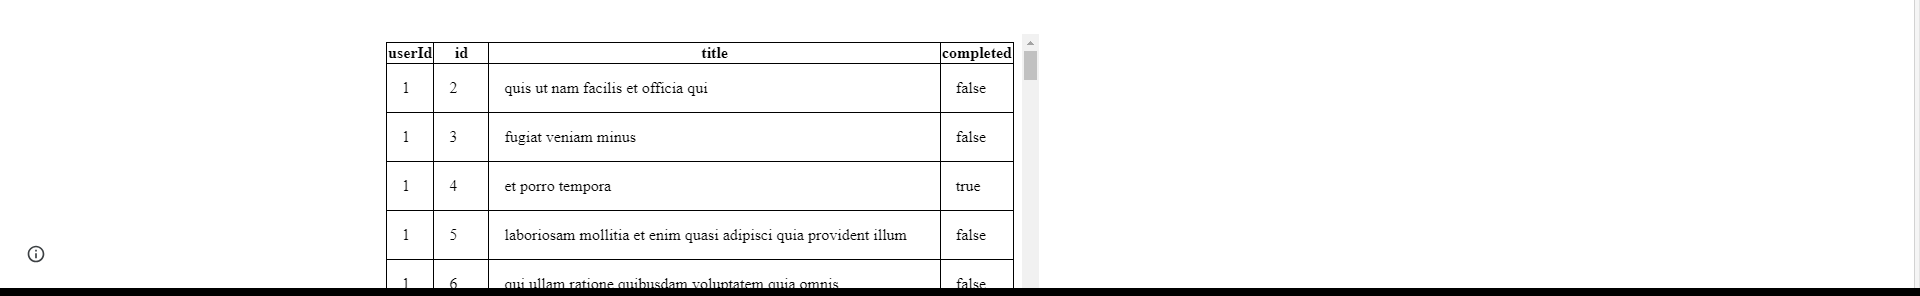 userId id title completed
1 2 quis ut nam facilis et officia qui false
1 3 fugiat veniam minus false
1 4 et porro tempora true
1 5 laboriosam mollitia et enim quasi adipisci quia provident illum false
1 6 qui ullam ratione quibusdam voluptatem quia omnis false